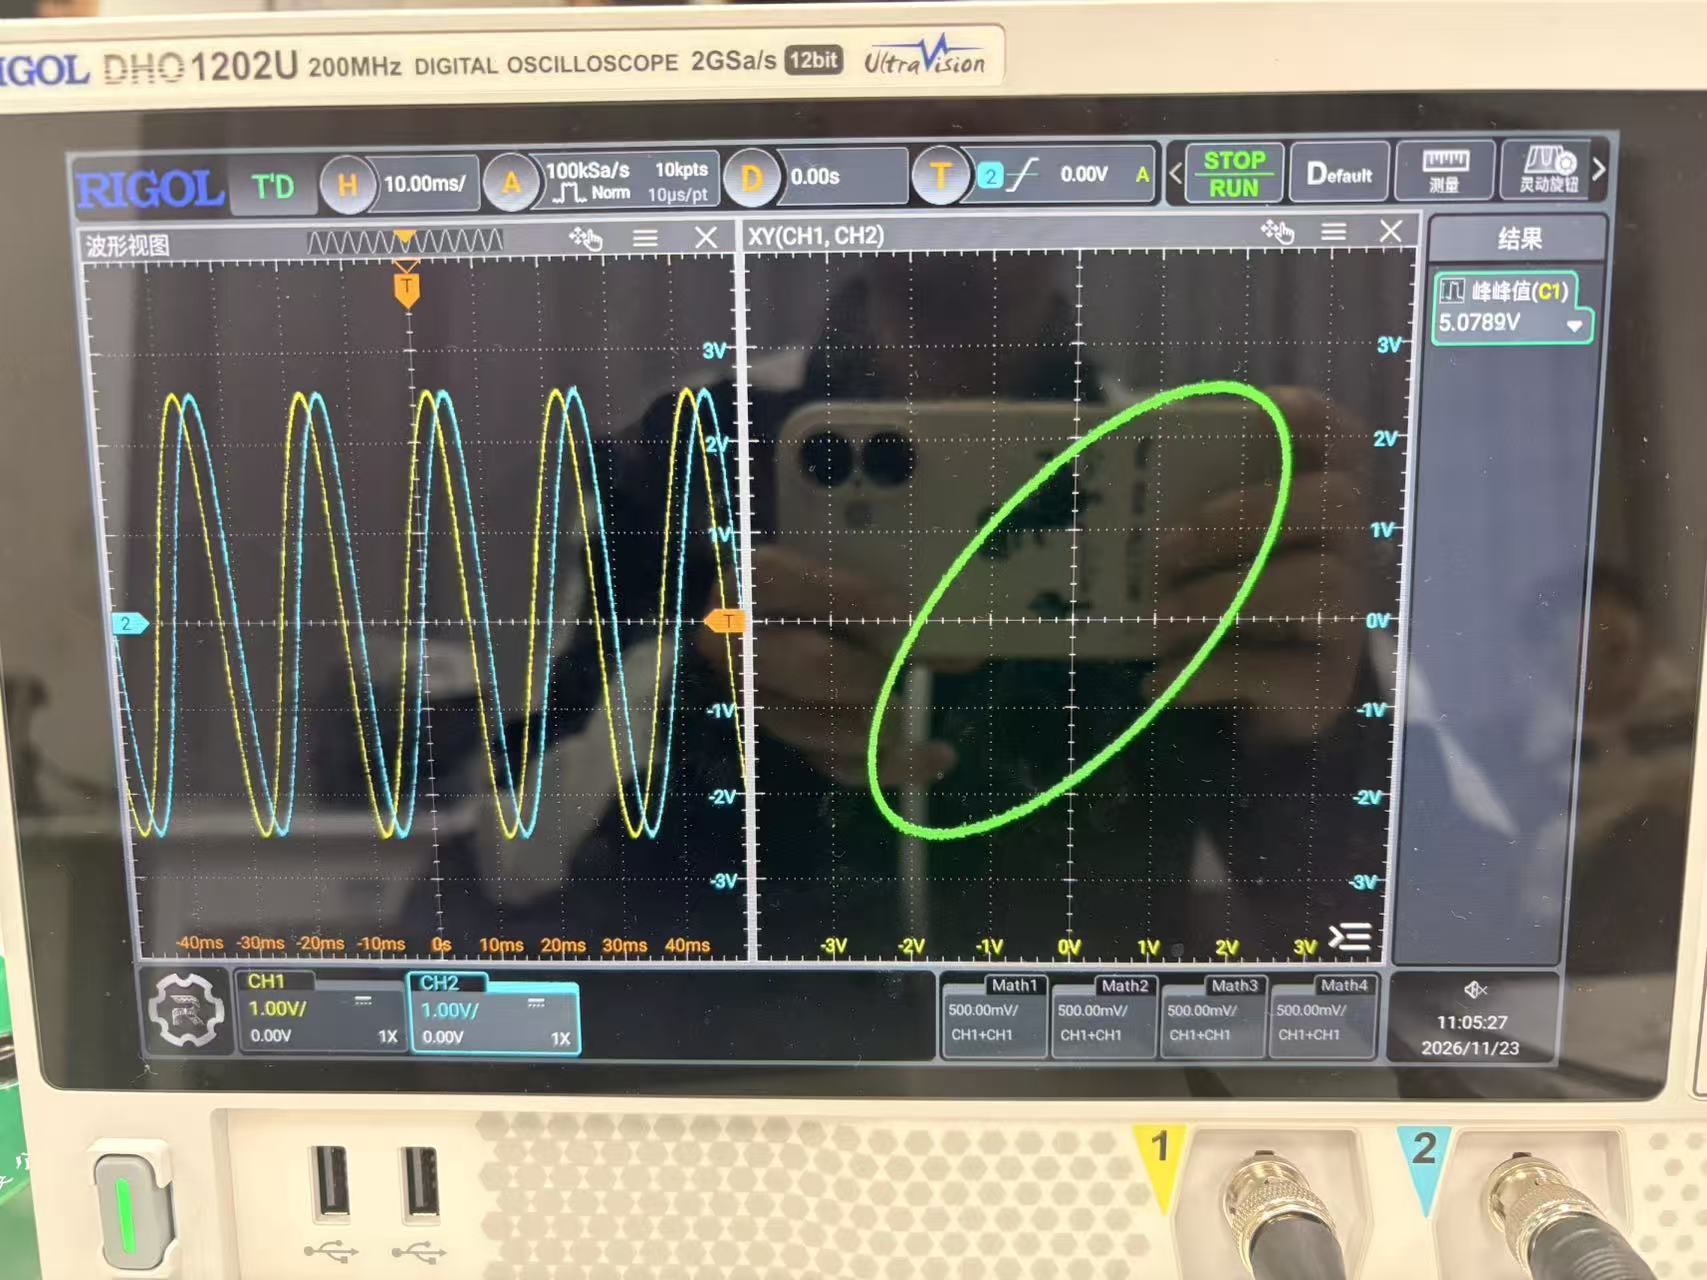 RIGOL DHO1202U 200MHz DIGITAL OSCILLOSCOPE 2GSa/s 12bit UltraVision
RIGOL T'D H 10.00ms/ A 100kSa/s 10kpts D 0.00s T 2 0.00V A STOP Default 测量 灵动旋钮
Norm 10μs/pt RUN
波形视图
XY(CH1, CH2)
结果
T
峰峰值(C1)
5.0789V
3V
2V
1V
2
T
-1V
-2V
-3V
-40ms -30ms -20ms -10ms 0s 10ms 20ms 30ms 40ms
3V
2V
1V
0V
-1V
-2V
-3V
-3V -2V -1V 0V 1V 2V 3V
CH1
1.00V/
0.00V 1X
CH2
1.00V/
0.00V 1X
Math1
500.00mV/
CH1+CH1
Math2
500.00mV/
CH1+CH1
Math3
500.00mV/
CH1+CH1
Math4
500.00mV/
CH1+CH1
11:05:27
2026/11/23
1
2